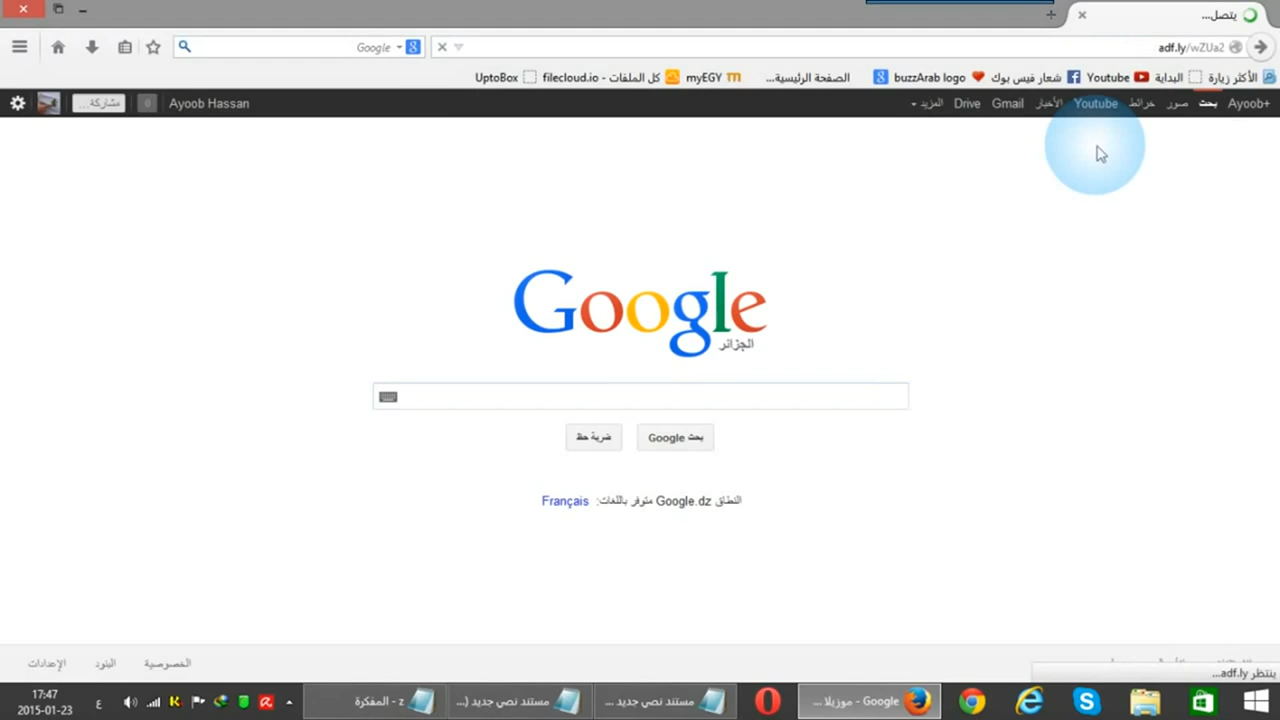 يتصل...
adf.ly/wZUa2
Google
الأكثر زيارة
البداية
Youtube
شعار فيس بوك
buzzArab logo
الصفحة الرئيسية...
myEGY
كل الملفات - filecloud.io
UptoBox
Ayoob+
بحث
صور
خرائط
Youtube
الأخبار
Gmail
Drive
المزيد
Ayoob Hassan
0
مشاركة...
Google
الجزائر
بحث Google
ضربة حظ
النطاق Google.dz متوفر باللغات: Français
الخصوصية
البنود
الإعدادات
ينتظر adf.ly...
Google - موزيلا ...
مستند نصي جديد ...
مستند نصي جديد (...
z - المفكرة
ع
17:47
2015-01-23